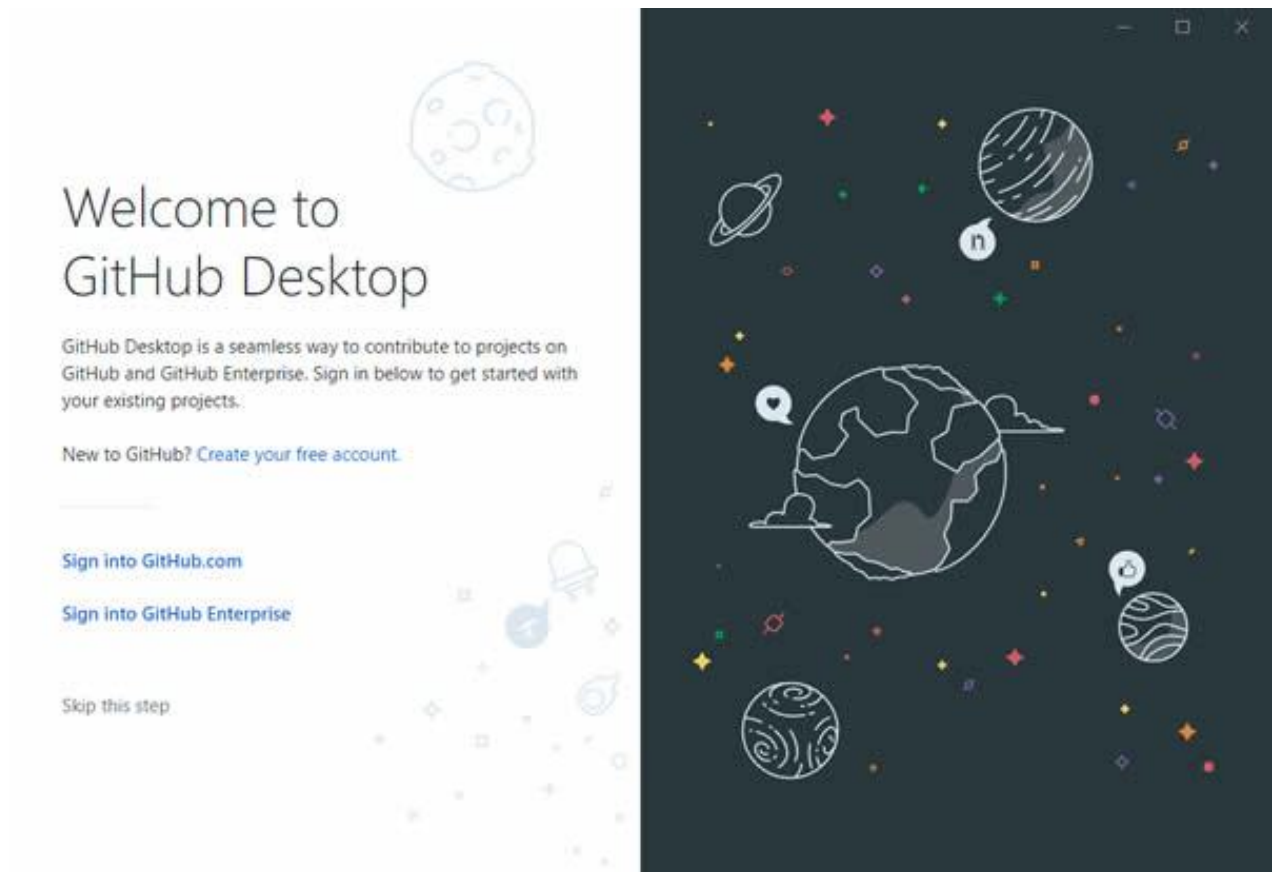 Welcome to
GitHub Desktop
GitHub Desktop is a seamless way to contribute to projects on
GitHub and GitHub Enterprise. Sign in below to get started with
your existing projects.
New to GitHub? Create your free account.
Sign into GitHub.com
Sign into GitHub Enterprise
Skip this step